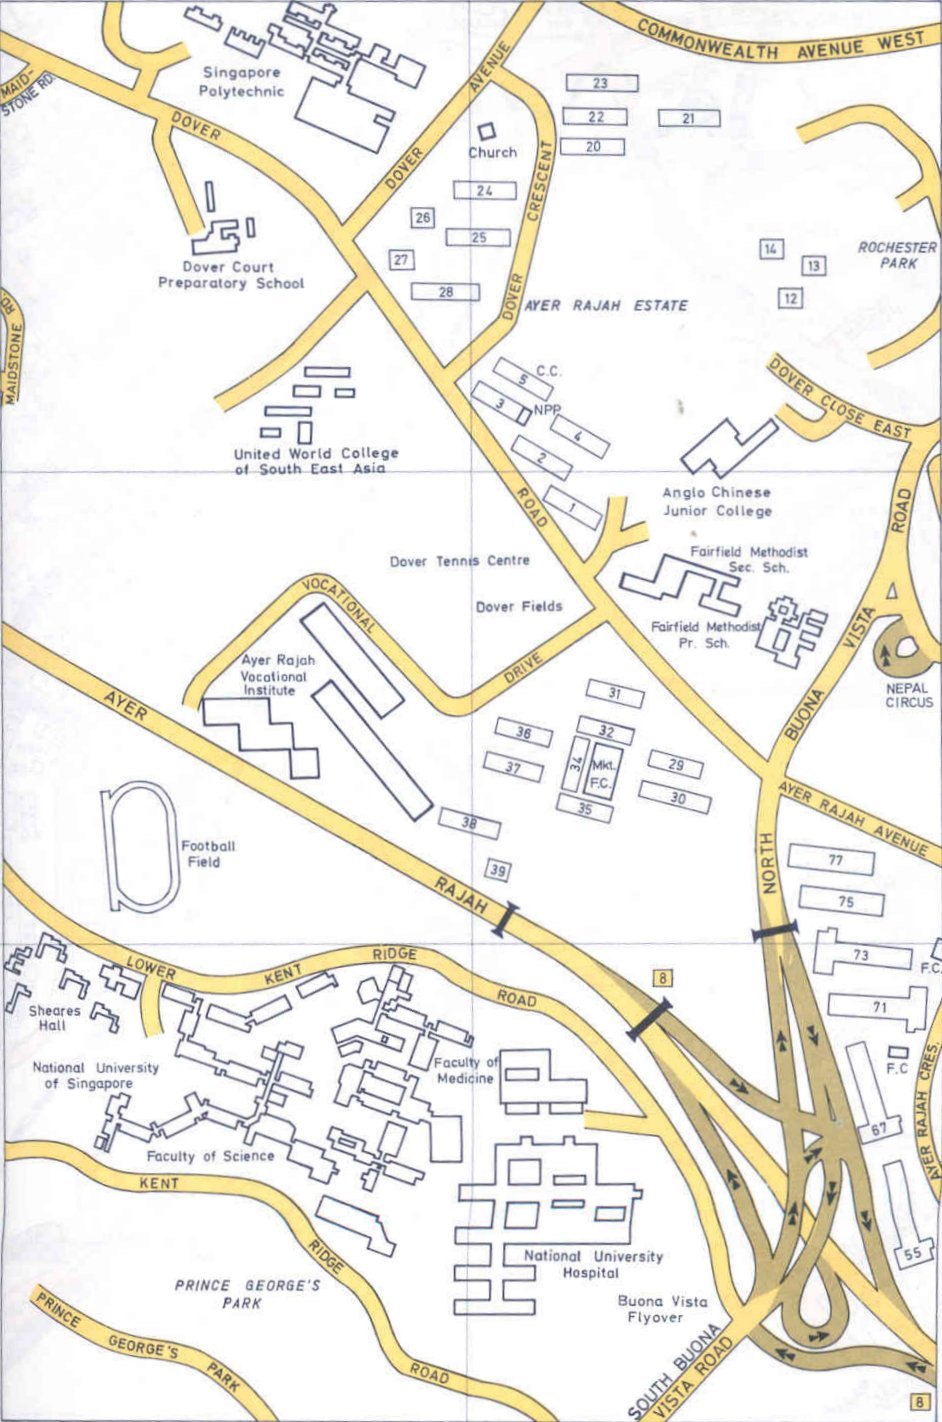 COMMONWEALTH AVENUE WEST
Singapore
Polytechnic
AVENUE
MAID-
STONE RD.
DOVER
23
22
21
20
Church
DOVER
CRESCENT
24
26
25
27
28
14
13
12
ROCHESTER
PARK
Dover Court
Preparatory School
DOVER
AYER RAJAH ESTATE
MAIDSTONE RD.
5
C.C.
3
NPP
4
2
1
DOVER CLOSE EAST
United World College
of South East Asia
ROAD
Anglo Chinese
Junior College
ROAD
Dover Tennis Centre
Fairfield Methodist
Sec. Sch.
VOCATIONAL
Dover Fields
Fairfield Methodist
Pr. Sch.
VISTA
Ayer Rajah
Vocational
Institute
DRIVE
NEPAL
CIRCUS
AYER
31
BUONA
36
32
37
34
Mkt.
F.C.
29
30
35
38
AYER RAJAH AVENUE
Football
Field
39
NORTH
77
75
RAJAH
73
F.C.
LOWER
KENT
RIDGE
ROAD
8
71
Sheares
Hall
F.C
National University
of Singapore
Faculty of
Medicine
AYER RAJAH CRES.
67
Faculty of Science
KENT
55
RIDGE
National University
Hospital
PRINCE GEORGE'S
PARK
Buona Vista
Flyover
PRINCE
GEORGE'S
PARK
ROAD
SOUTH BUONA
VISTA ROAD
8